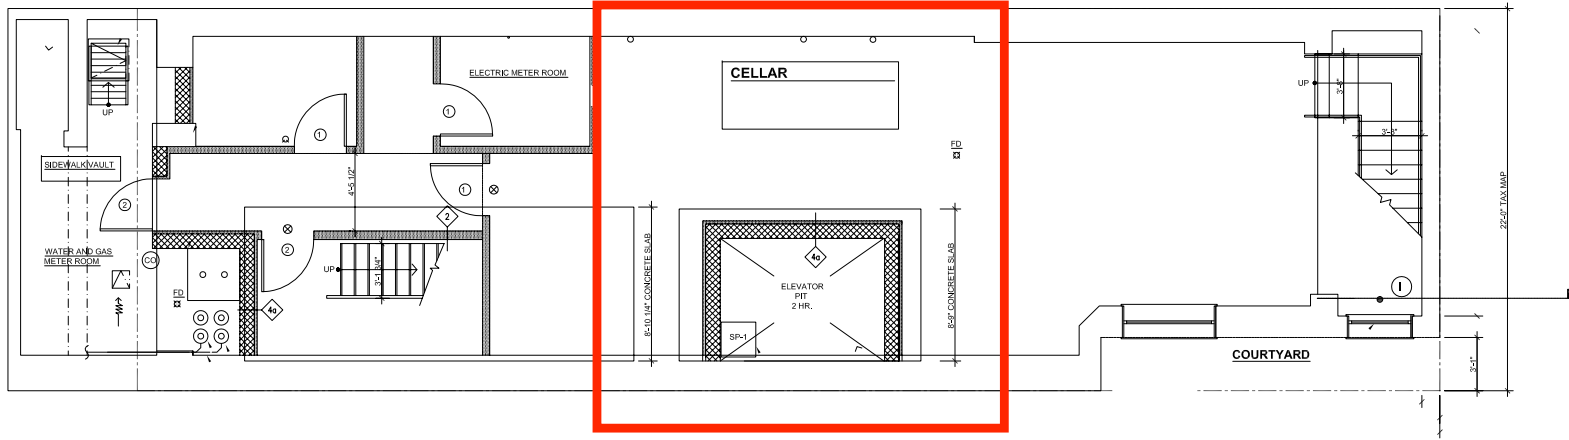 ELECTRIC METER ROOM
CELLAR
UP
UP
3'-8"
1
1
FD
3'-8"
SIDEWALK VAULT
4'-5 1/2"
1
22'-0" TAX MAP
2
2
2
WATER AND GAS
METER ROOM
CO
UP
3'-1 3/4"
8'-10 1/4" CONCRETE SLAB
4a
8'-9" CONCRETE SLAB
ELEVATOR
PIT
2 HR.
I
FD
4a
SP-1
COURTYARD
3'-1"